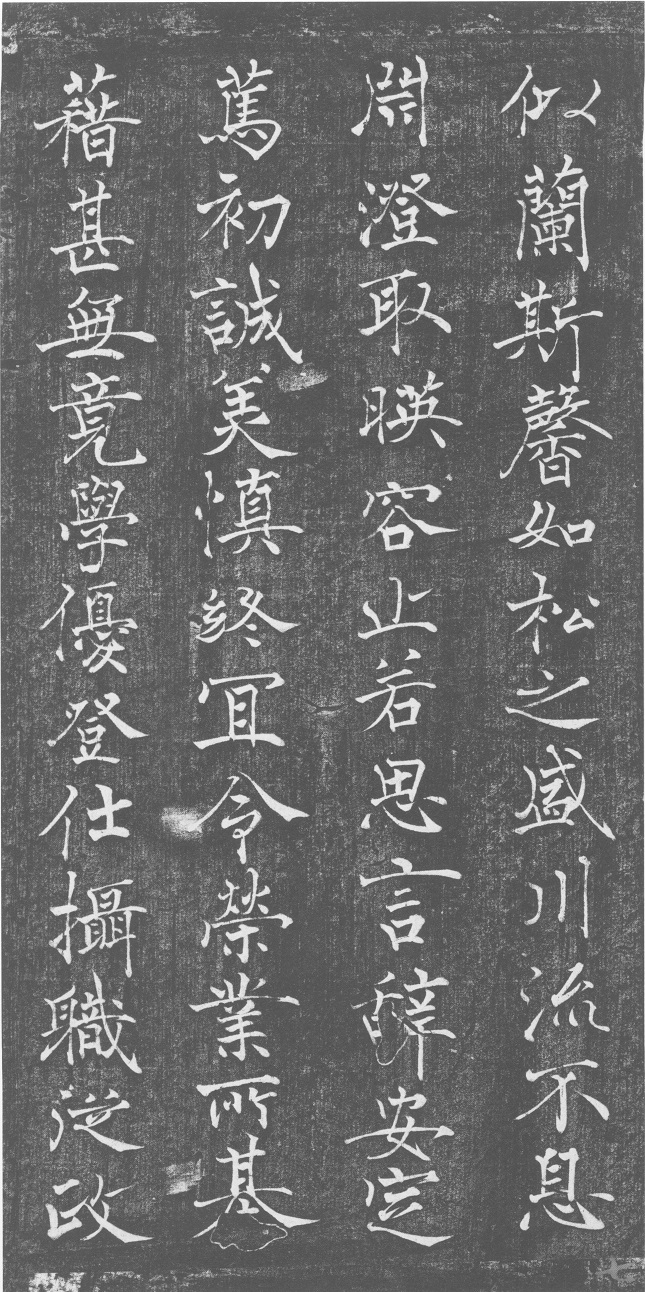 似蘭斯馨如松之盛川流不息
淵澄取暎容止若思言辭安定
篤初誠美慎終冝令榮業所基
藉甚無竟學優登仕攝職從政